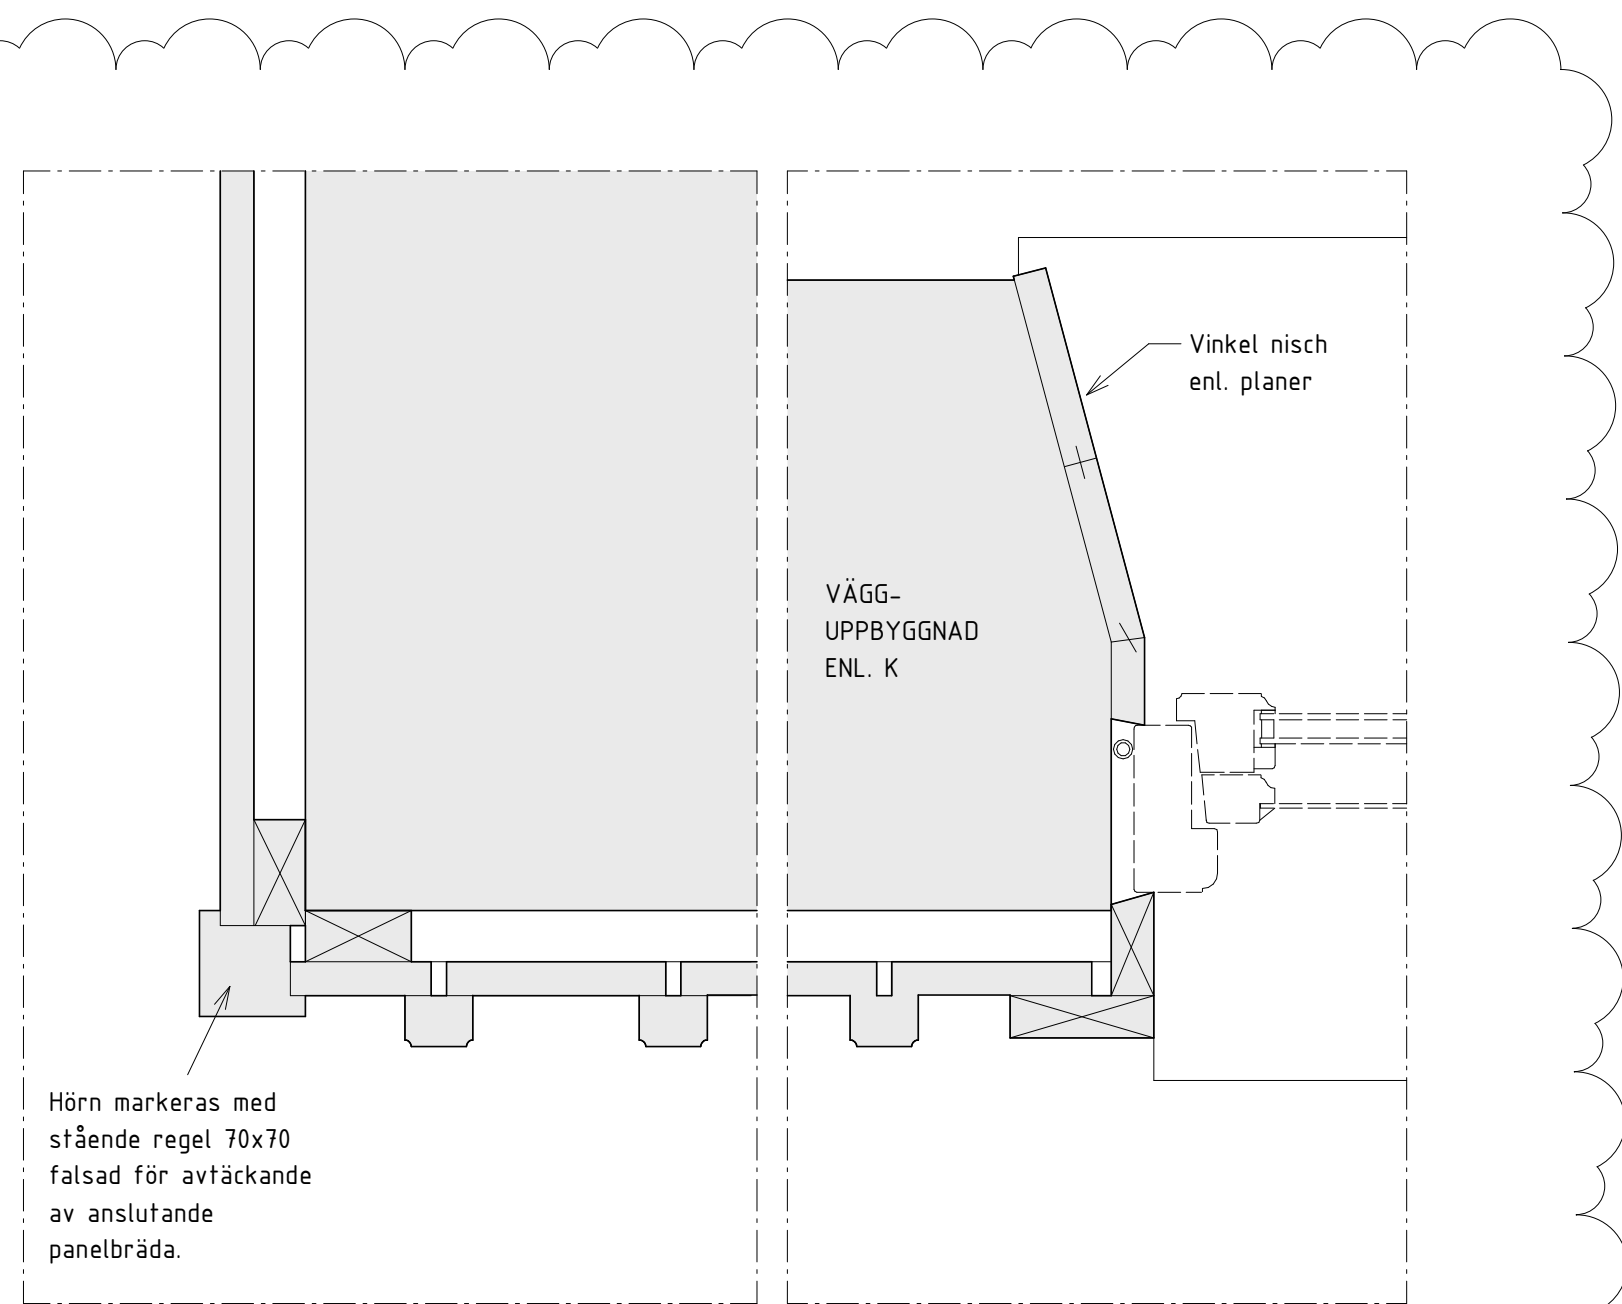 Vinkel nisch
enl. planer
VÄGG-
UPPBYGGNAD
ENL. K
Hörn markeras med
stående regel 70x70
falsad för avtäckande
av anslutande
panelbräda.